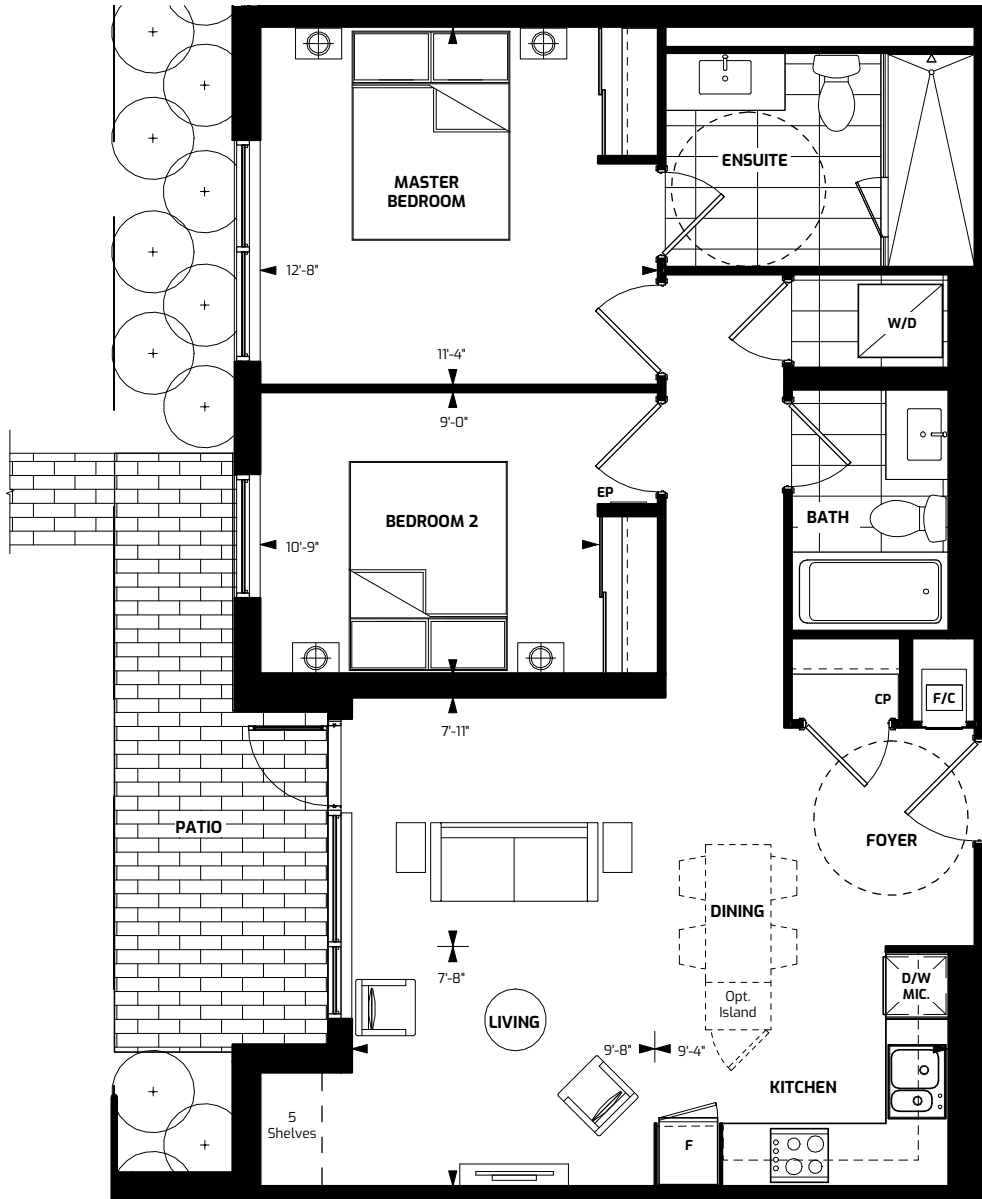 ENSUITE
MASTER
BEDROOM
12'-8"
W/D
11'-4"
9'-0"
EP
BEDROOM 2
BATH
10'-9"
CP
F/C
7'-11"
PATIO
FOYER
DINING
7'-8"
D/W
MIC.
Opt.
Island
LIVING
9'-8"
9'-4"
KITCHEN
5
Shelves
F